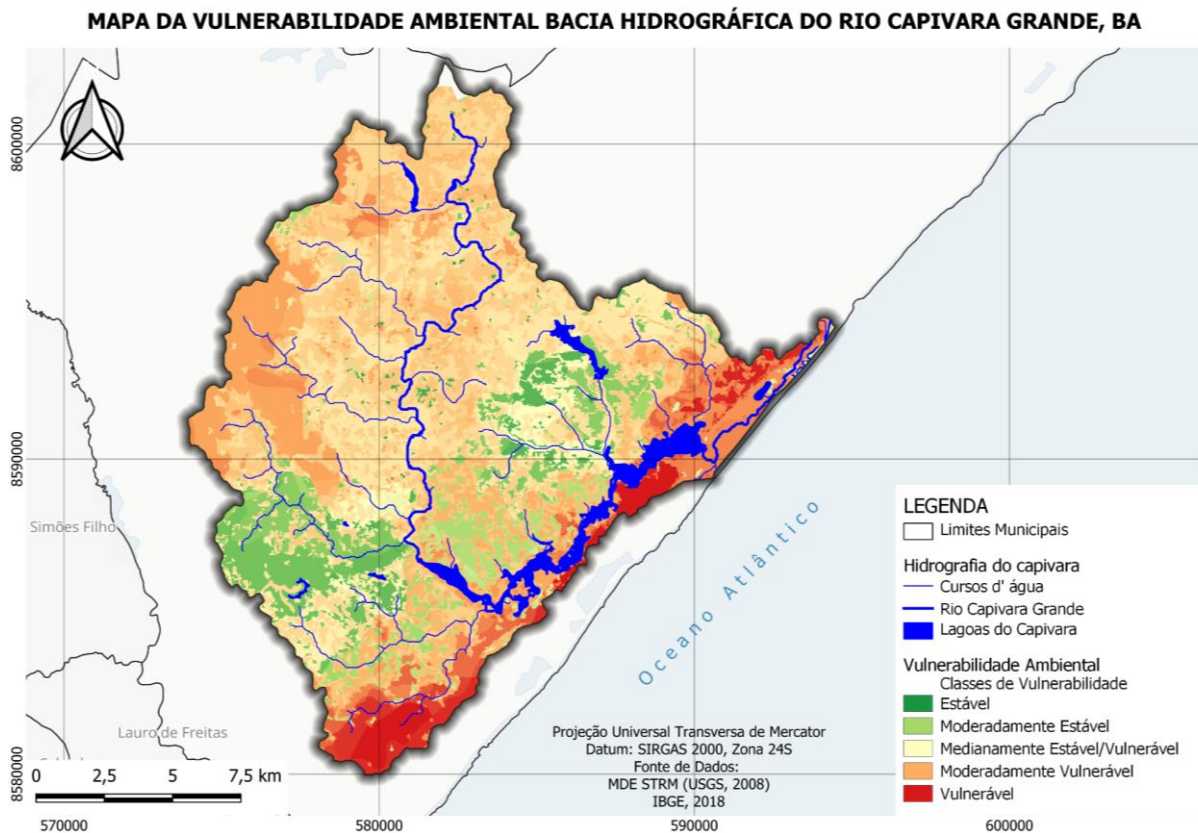 MAPA DA VULNERABILIDADE AMBIENTAL BACIA HIDROGRÁFICA DO RIO CAPIVARA GRANDE, BA
8600000
8590000
8580000
Simões Filho
Lauro de Freitas
Oceano Atlântico
0 2,5 5 7,5 km
Projeção Universal Transversa de Mercator
Datum: SIRGAS 2000, Zona 24S
Fonte de Dados:
MDE STRM (USGS, 2008)
IBGE, 2018
LEGENDA
Limites Municipais
Hidrografia do capivara
Cursos d' água
Rio Capivara Grande
Lagoas do Capivara
Vulnerabilidade Ambiental
Classes de Vulnerabilidade
Estável
Moderadamente Estável
Medianamente Estável/Vulnerável
Moderadamente Vulnerável
Vulnerável
570000
580000
590000
600000